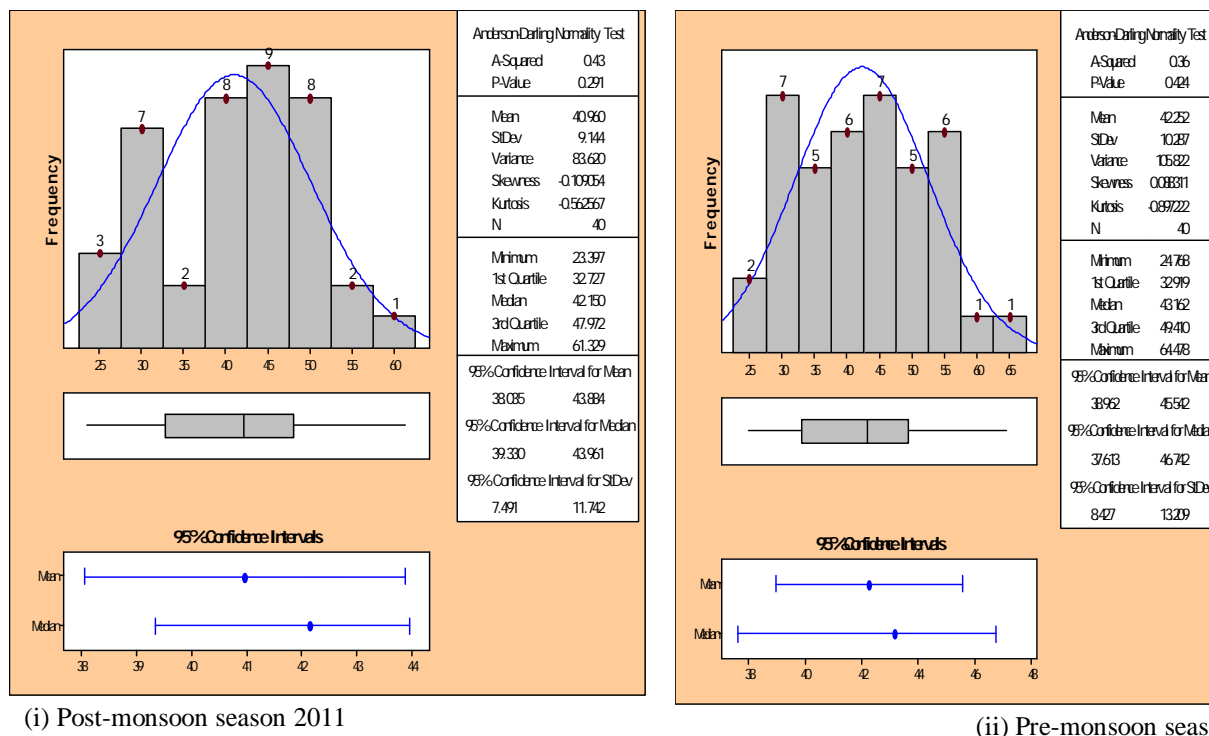 Anderson-Darling Normality Test
A-Squared 0.43
P-Value 0.291
Mean 40.960
StDev 9.144
Variance 83.620
Skewness -0.109054
Kurtosis -0.562567
N 40
Minimum 23.397
1st Quartile 32.727
Median 42.150
3rd Quartile 47.972
Maximum 61.329
95% Confidence Interval for Mean
38.035 43.884
95% Confidence Interval for Median
39.330 43.961
95% Confidence Interval for StDev
7.491 11.742
Frequency
3 7 2 8 9 8 2 1
25 30 35 40 45 50 55 60
95% Confidence Intervals
Mean
Median
38 39 40 41 42 43 44
(i) Post-monsoon season 2011
Anderson-Darling Normality Test
A-Squared 0.36
P-Value 0.424
Mean 42.252
StDev 10.287
Variance 105.822
Skewness 0.083311
Kurtosis -0.897222
N 40
Minimum 24.768
1st Quartile 32.919
Median 43.162
3rd Quartile 49.410
Maximum 64.478
95% Confidence Interval for Mean
38.962 45.542
95% Confidence Interval for Media
37.613 46.742
95% Confidence Interval for StDev
8.427 13.209
Frequency
2 7 5 6 7 5 6 1 1
25 30 35 40 45 50 55 60 65
95% Confidence Intervals
Mean
Median
38 42 44 46 48
40
(ii) Pre-monsoon seas